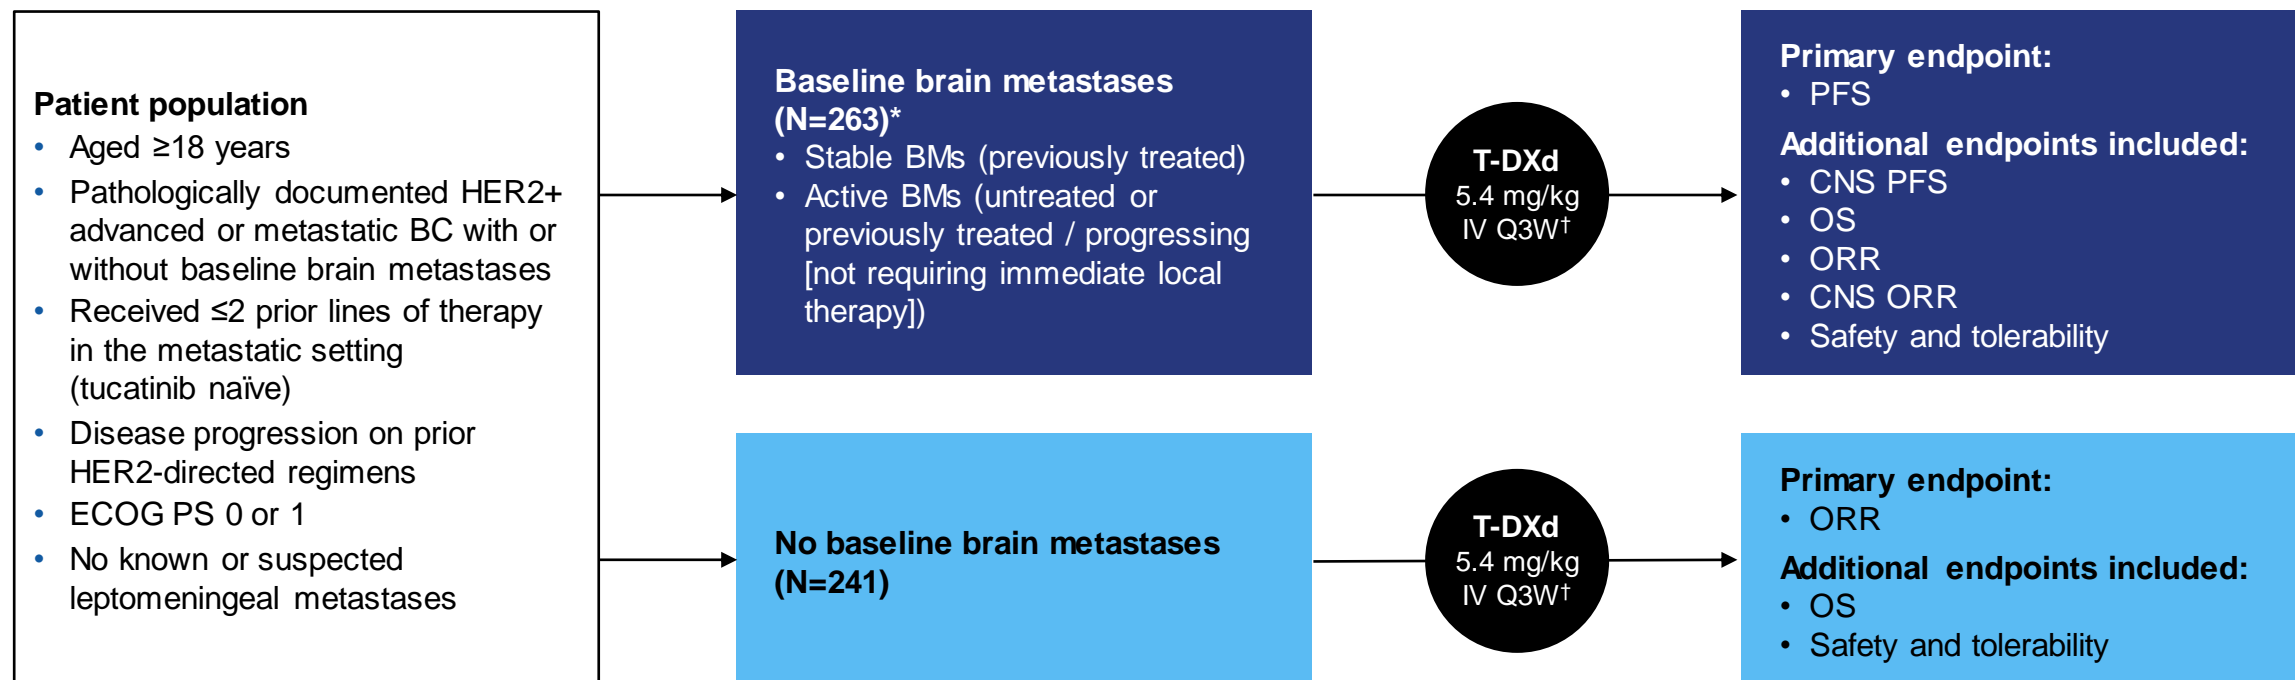 Patient population
• Aged ≥18 years
• Pathologically documented HER2+
advanced or metastatic BC with or
without baseline brain metastases
• Received ≤2 prior lines of therapy
in the metastatic setting
(tucatinib naïve)
• Disease progression on prior
HER2-directed regimens
• ECOG PS 0 or 1
• No known or suspected
leptomeningeal metastases
Baseline brain metastases
(N=263)*
• Stable BMs (previously treated)
• Active BMs (untreated or
previously treated / progressing
[not requiring immediate local
therapy])
T-DXd
5.4 mg/kg
IV Q3W†
Primary endpoint:
• PFS
Additional endpoints included:
• CNS PFS
• OS
• ORR
• CNS ORR
• Safety and tolerability
No baseline brain metastases
(N=241)
T-DXd
5.4 mg/kg
IV Q3W†
Primary endpoint:
• ORR
Additional endpoints included:
• OS
• Safety and tolerability